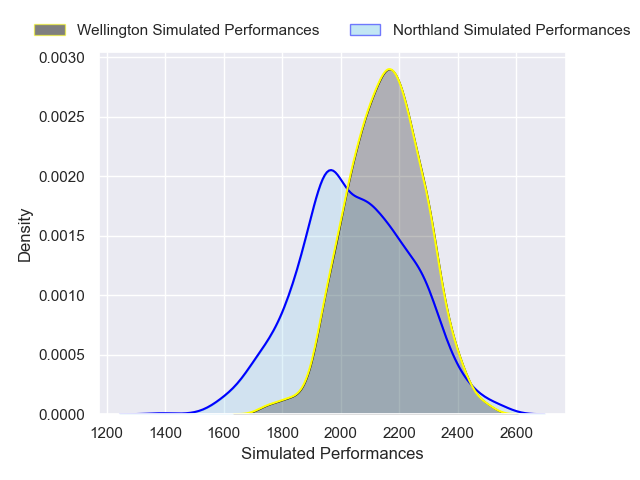 Wellington Simulated Performances
Northland Simulated Performances
0.0030
0.0025
0.0020
0.0015
0.0010
0.0005
0.0000
Density
1200 1400 1600 1800 2000 2200 2400 2600
Simulated Performances